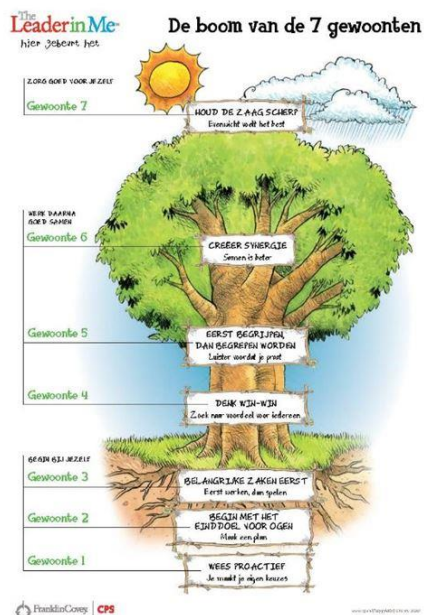 The
Leader in Me
hier gebeurt het
De boom van de 7 gewoonten
ZORG GOED VOOR JEZELF
Gewoonte 7
HOUD DE ZAAG SCHERP
Evenwicht voelt het best
WERK DAARNA
GOED SAMEN
Gewoonte 6
CREËER SYNERGIE
Samen is beter
Gewoonte 5
EERST BEGRIJPEN,
DAN BEGREPEN WORDEN
Luister voordat je praat
Gewoonte 4
DENK WIN-WIN
Zoek naar voordeel voor iedereen
BEGIN BIJ JEZELF
Gewoonte 3
BELANGRIJKE ZAKEN EERST
Eerst werken, dan spelen
Gewoonte 2
BEGIN MET HET
EINDDOEL VOOR OGEN
Maak een plan
Gewoonte 1
WEES PROACTIEF
Je maakt je eigen keuzes
FranklinCovey
CPS